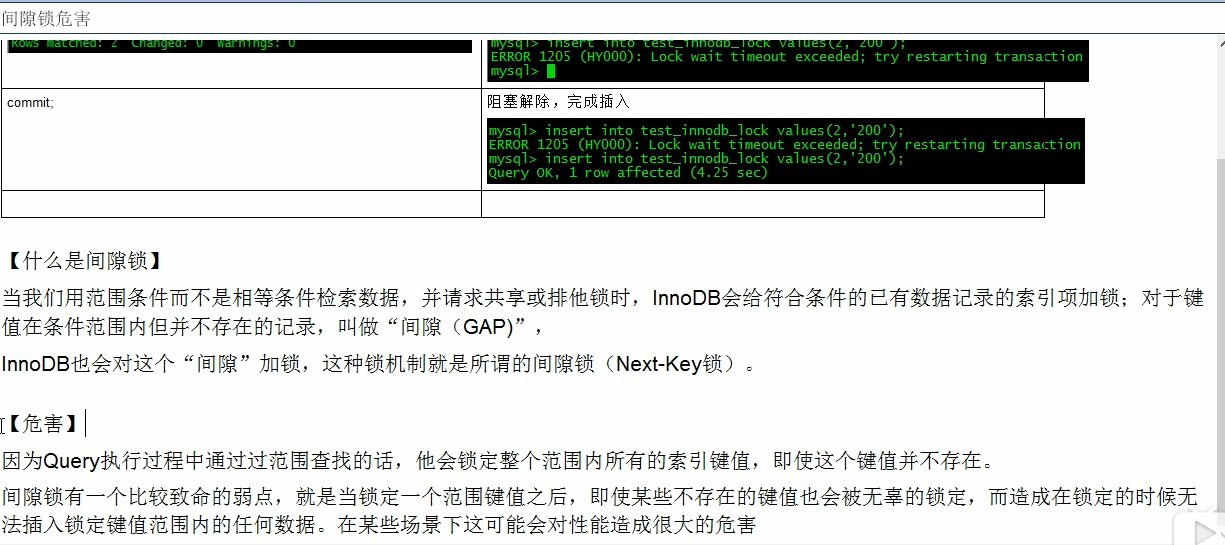 间隙锁危害
Rows matched: 2  Changed: 0  Warnings: 0
mysql> insert into test_innodb_lock values(2,'200');
ERROR 1205 (HY000): Lock wait timeout exceeded; try restarting transaction
mysql>
commit;
阻塞解除，完成插入
mysql> insert into test_innodb_lock values(2,'200');
ERROR 1205 (HY000): Lock wait timeout exceeded; try restarting transaction
mysql> insert into test_innodb_lock values(2,'200');
Query OK, 1 row affected (4.25 sec)
【什么是间隙锁】
当我们用范围条件而不是相等条件检索数据，并请求共享或排他锁时，InnoDB会给符合条件的已有数据记录的索引项加锁；对于键
值在条件范围内但并不存在的记录，叫做“间隙（GAP)”，
InnoDB也会对这个“间隙”加锁，这种锁机制就是所谓的间隙锁（Next-Key锁）。
【危害】
因为Query执行过程中通过过范围查找的话，他会锁定整个范围内所有的索引键值，即使这个键值并不存在。
间隙锁有一个比较致命的弱点，就是当锁定一个范围键值之后，即使某些不存在的键值也会被无辜的锁定，而造成在锁定的时候无
法插入锁定键值范围内的任何数据。在某些场景下这可能会对性能造成很大的危害